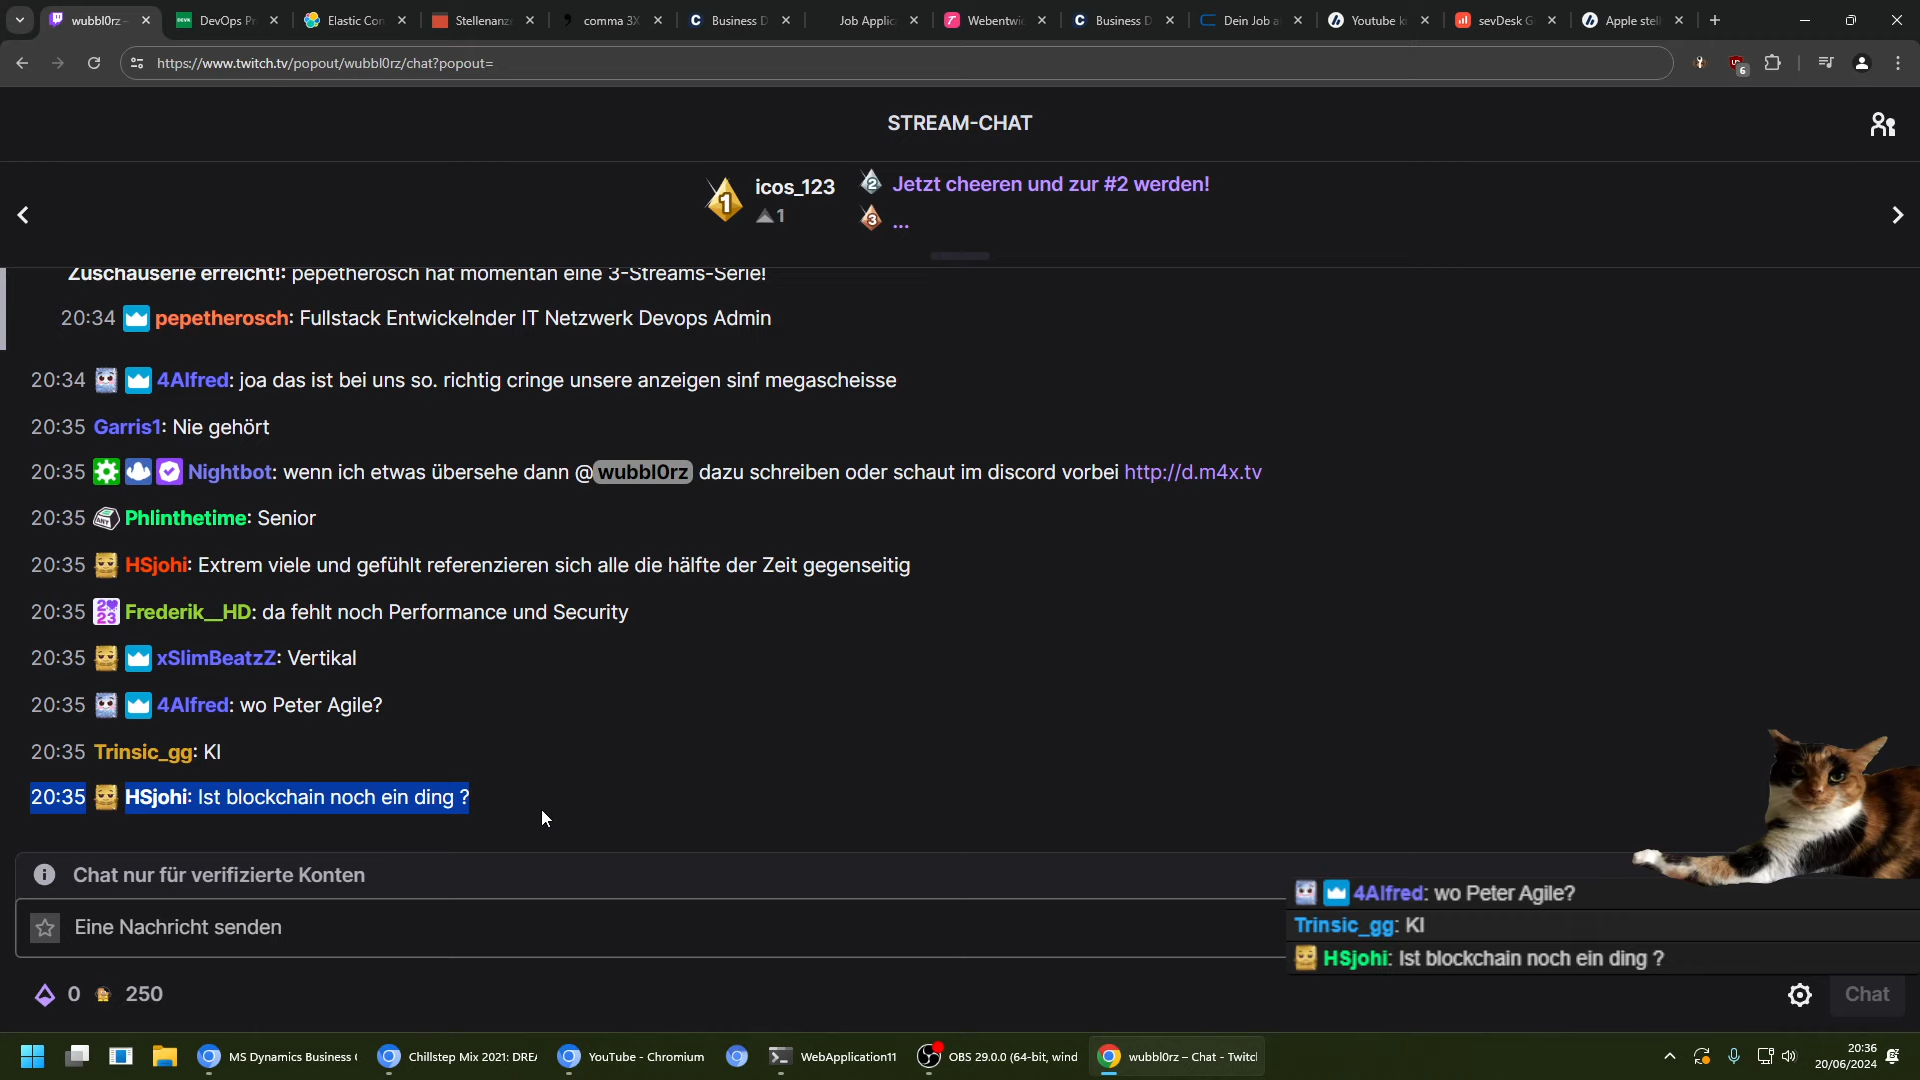 wubbl0rz –
DevOps
Elastic
Stellenanz
comma 3X
Business
Job Applic
Business
Dein Job a
Youtube
sevDesk
Apple stell
https://www.twitch.tv/popout/wubbl0rz/chat?popout=
6
STREAM-CHAT
1
icos_123
1
2
Jetzt cheeren und zur #2 werden!
3
...
Zuschauserie erreicht!: pepetherosch hat momentan eine 3-Streams-Serie!
20:34 pepetherosch: Fullstack Entwickelnder IT Netzwerk Devops Admin
20:34 4Alfred: joa das ist bei uns so. richtig cringe unsere anzeigen sinf megascheisse
20:35 Garris1: Nie gehört
20:35 Nightbot: wenn ich etwas übersehe dann @wubbl0rz dazu schreiben oder schaut im discord vorbei http://d.m4x.tv
20:35 ANY Phlinthetime: Senior
20:35 HSjohi: Extrem viele und gefühlt referenzieren sich alle die hälfte der Zeit gegenseitig
20:35 Frederik__HD: da fehlt noch Performance und Security
20:35 xSlimBeatzZ: Vertikal
20:35 4Alfred: wo Peter Agile?
20:35 Trinsic_gg: KI
20:35 HSjohi: Ist blockchain noch ein ding ?
Chat nur für verifizierte Konten
Eine Nachricht senden
4Alfred: wo Peter Agile?
Trinsic_gg: KI
HSjohi: Ist blockchain noch ein ding ?
0
250
Chat
MS Dynamics Business
Chillstep Mix 2021: DRE
YouTube - Chromium
WebApplication11
OBS 29.0.0 (64-bit, wind
wubbl0rz – Chat - Twitc
20:36
20/06/2024